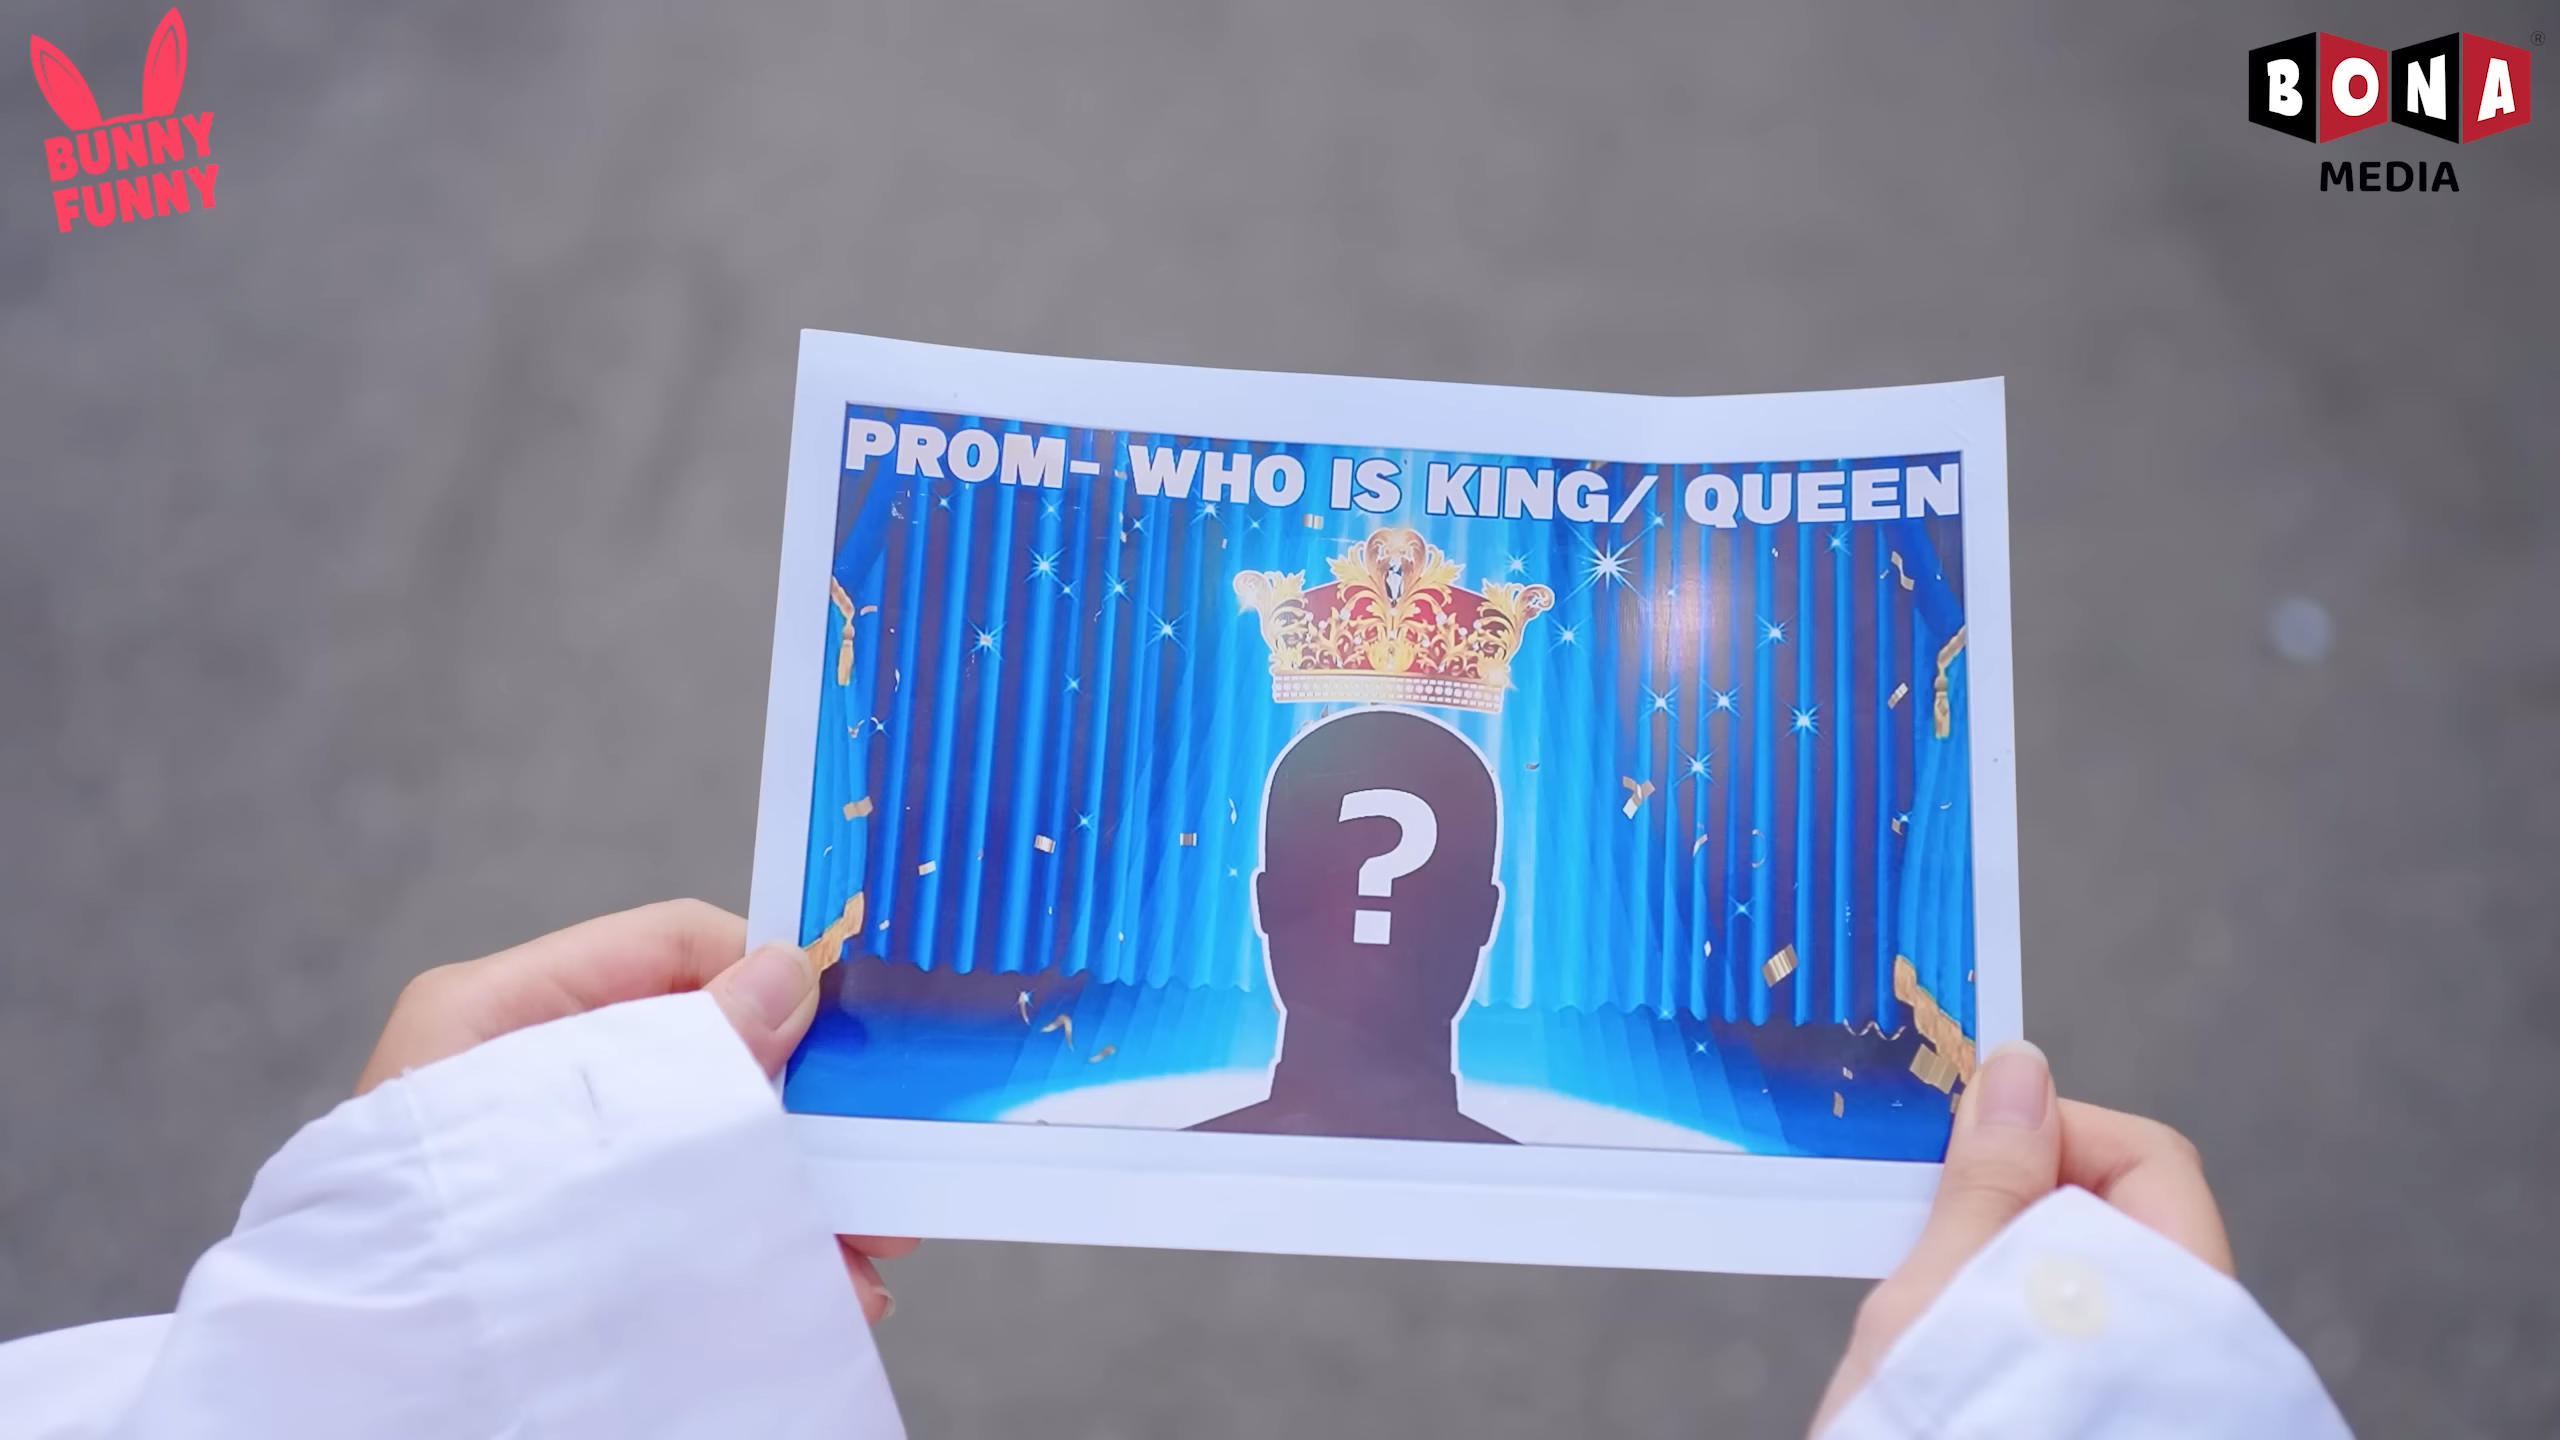 BUNNY
FUNNY
BONA
®
MEDIA
PROM- WHO IS KING/ QUEEN
?